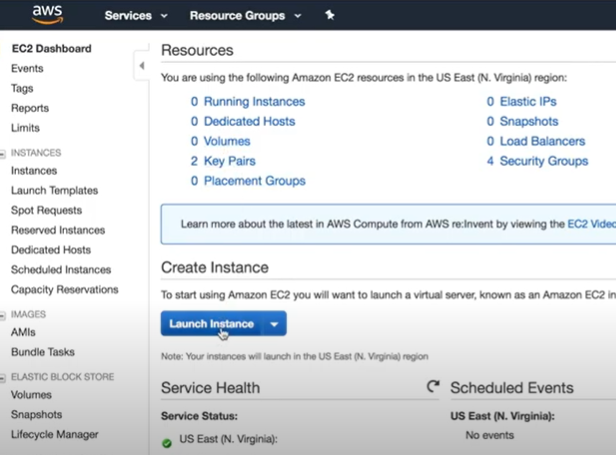 aws
Services
Resource Groups
EC2 Dashboard
Events
Tags
Reports
Limits
INSTANCES
Instances
Launch Templates
Spot Requests
Reserved Instances
Dedicated Hosts
Scheduled Instances
Capacity Reservations
IMAGES
AMIs
Bundle Tasks
ELASTIC BLOCK STORE
Volumes
Snapshots
Lifecycle Manager
Resources
You are using the following Amazon EC2 resources in the US East (N. Virginia) region:
0 Running Instances
0 Dedicated Hosts
0 Volumes
2 Key Pairs
0 Placement Groups
0 Elastic IPs
0 Snapshots
0 Load Balancers
4 Security Groups
Learn more about the latest in AWS Compute from AWS re:Invent by viewing the EC2 Video
Create Instance
To start using Amazon EC2 you will want to launch a virtual server, known as an Amazon EC2 in
Launch Instance
Note: Your instances will launch in the US East (N. Virginia) region
Service Health
Service Status:
US East (N. Virginia):
Scheduled Events
US East (N. Virginia):
No events